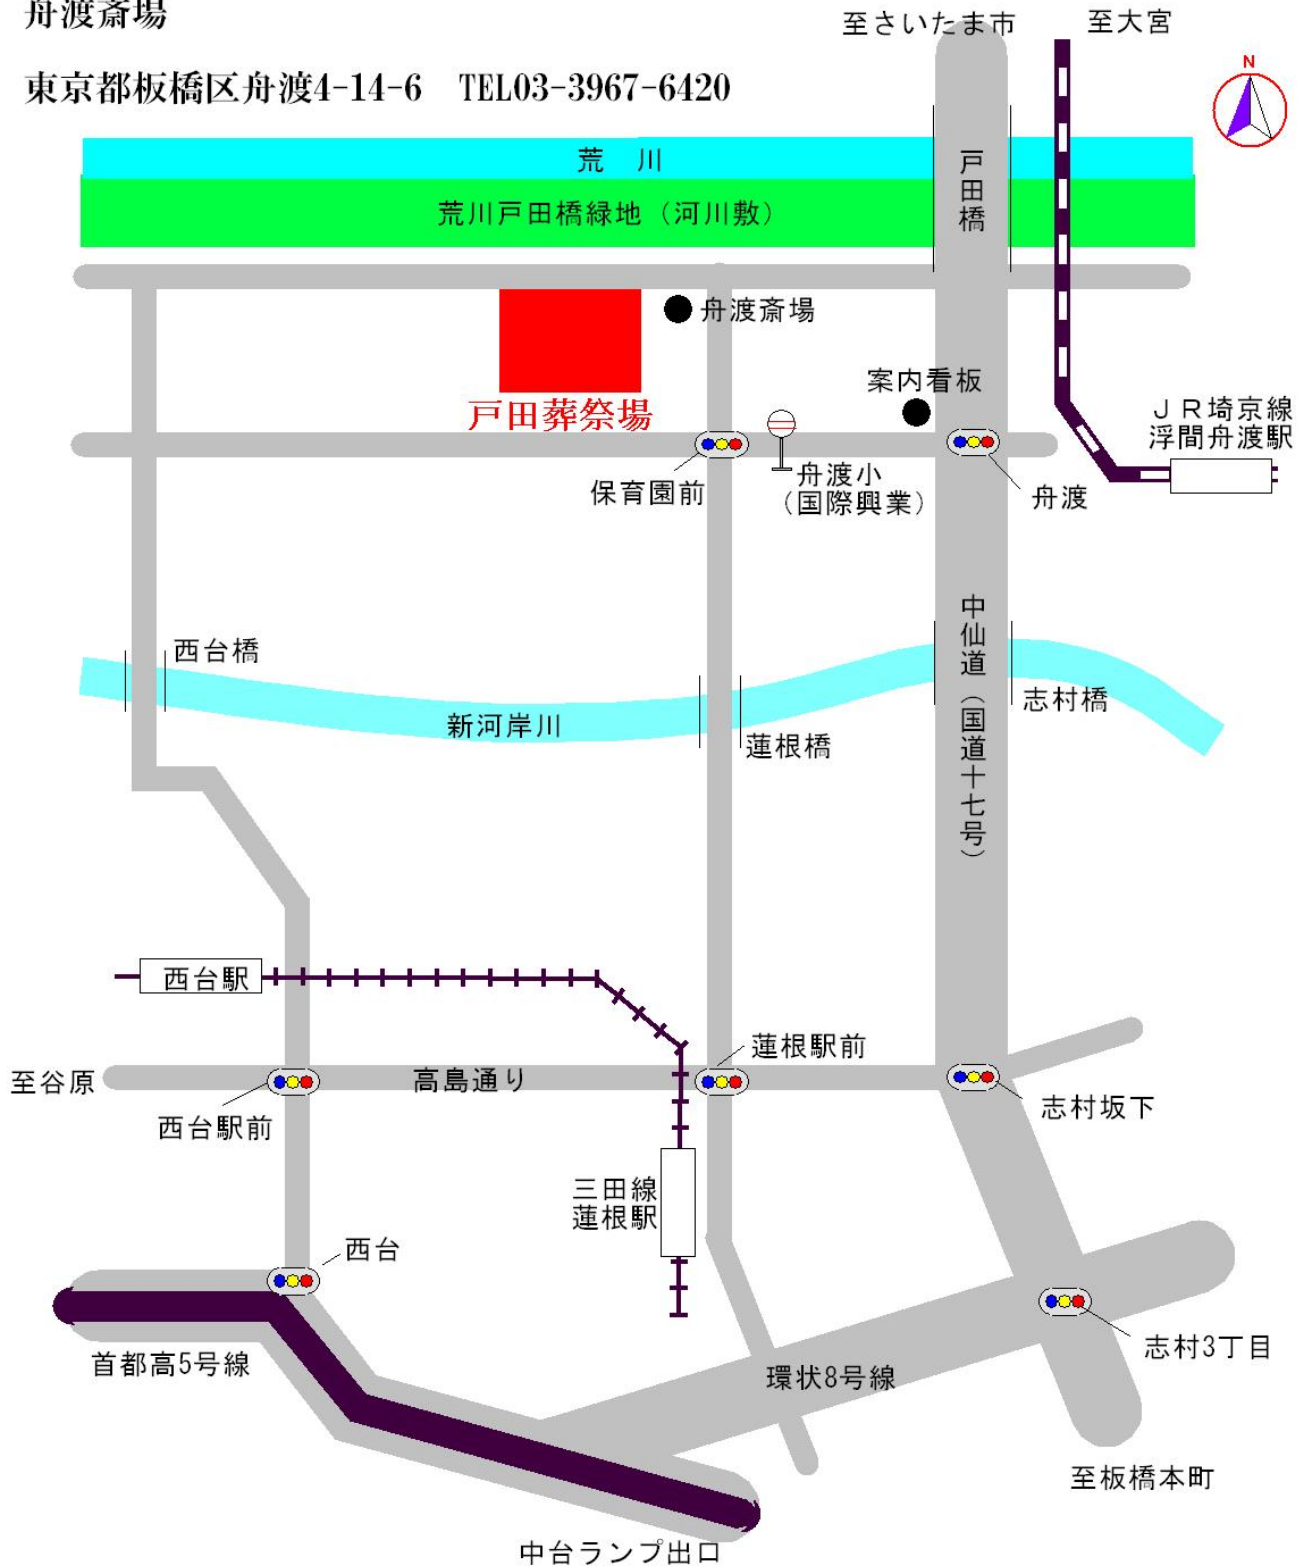 舟渡斎場
東京都板橋区舟渡4-14-6　TEL03-3967-6420
至さいたま市
至大宮
N
荒　川
荒川戸田橋緑地（河川敷）
戸田橋
舟渡斎場
戸田葬祭場
案内看板
ＪＲ埼京線
浮間舟渡駅
保育園前
舟渡小
（国際興業）
舟渡
中仙道（国道十七号）
西台橋
新河岸川
蓮根橋
志村橋
西台駅
蓮根駅前
至谷原
高島通り
西台駅前
志村坂下
三田線
蓮根駅
西台
首都高5号線
環状8号線
志村3丁目
至板橋本町
中台ランプ出口